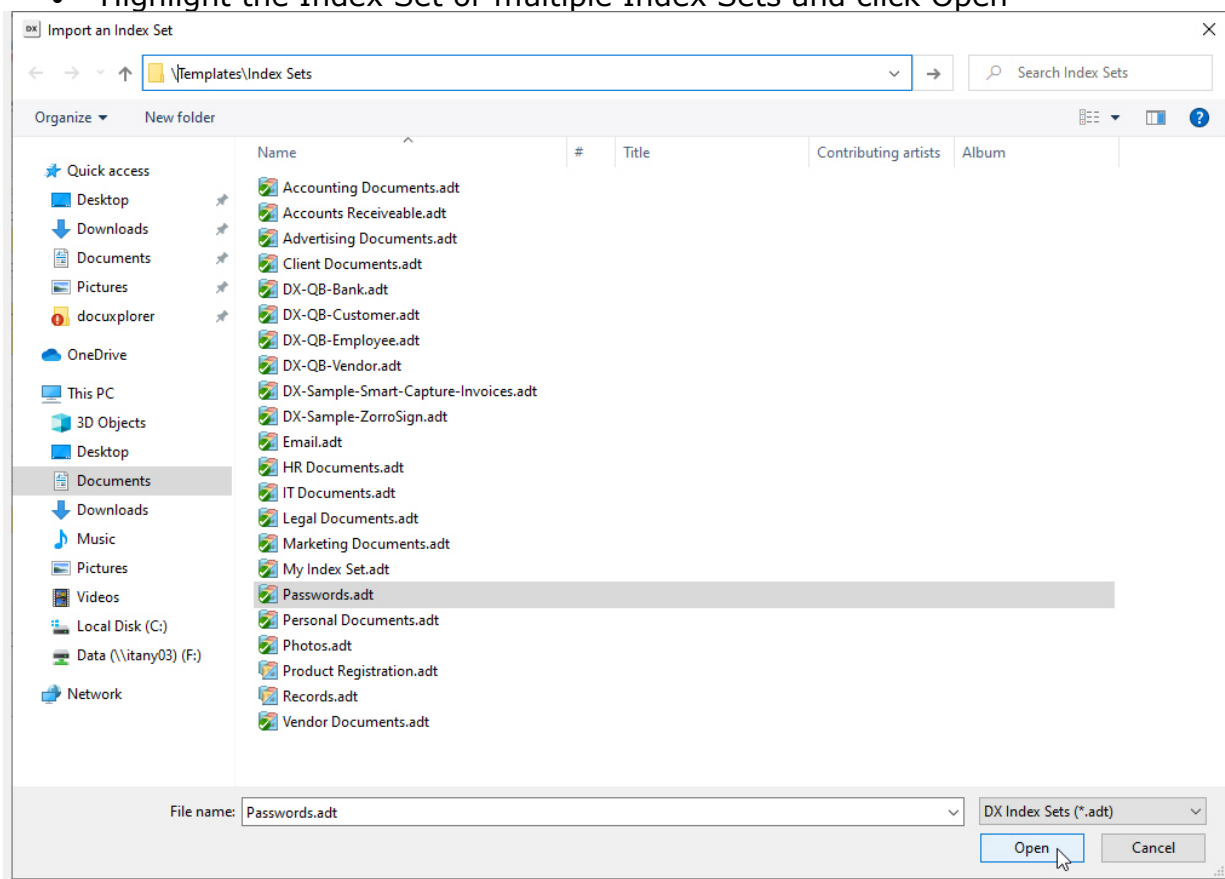 • Highlight the Index Set or multiple Index Sets and click Open
DX Import an Index Set
\Templates\Index Sets
Search Index Sets
Organize
New folder
Name # Title Contributing artists Album
Quick access
Desktop
Downloads
Documents
Pictures
docuxplorer
OneDrive
This PC
3D Objects
Desktop
Documents
Downloads
Music
Pictures
Videos
Local Disk (C:)
Data (\\itany03) (F:)
Network
Accounting Documents.adt
Accounts Receiveable.adt
Advertising Documents.adt
Client Documents.adt
DX-QB-Bank.adt
DX-QB-Customer.adt
DX-QB-Employee.adt
DX-QB-Vendor.adt
DX-Sample-Smart-Capture-Invoices.adt
DX-Sample-ZorroSign.adt
Email.adt
HR Documents.adt
IT Documents.adt
Legal Documents.adt
Marketing Documents.adt
My Index Set.adt
Passwords.adt
Personal Documents.adt
Photos.adt
Product Registration.adt
Records.adt
Vendor Documents.adt
File name: Passwords.adt
DX Index Sets (*.adt)
Open
Cancel